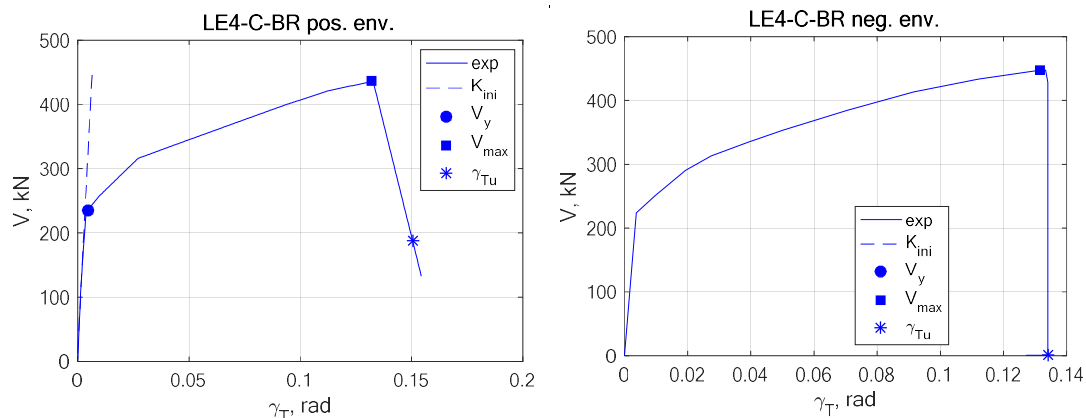 LE4-C-BR pos. env.
500
400
300
200
100
0
V, kN
0
0.05
0.1
0.15
0.2
γ_T, rad
exp
K_ini
V_y
V_max
γ_Tu
LE4-C-BR neg. env.
500
400
300
200
100
0
V, kN
0
0.02
0.04
0.06
0.08
0.1
0.12
0.14
γ_T, rad
exp
K_ini
V_y
V_max
γ_Tu